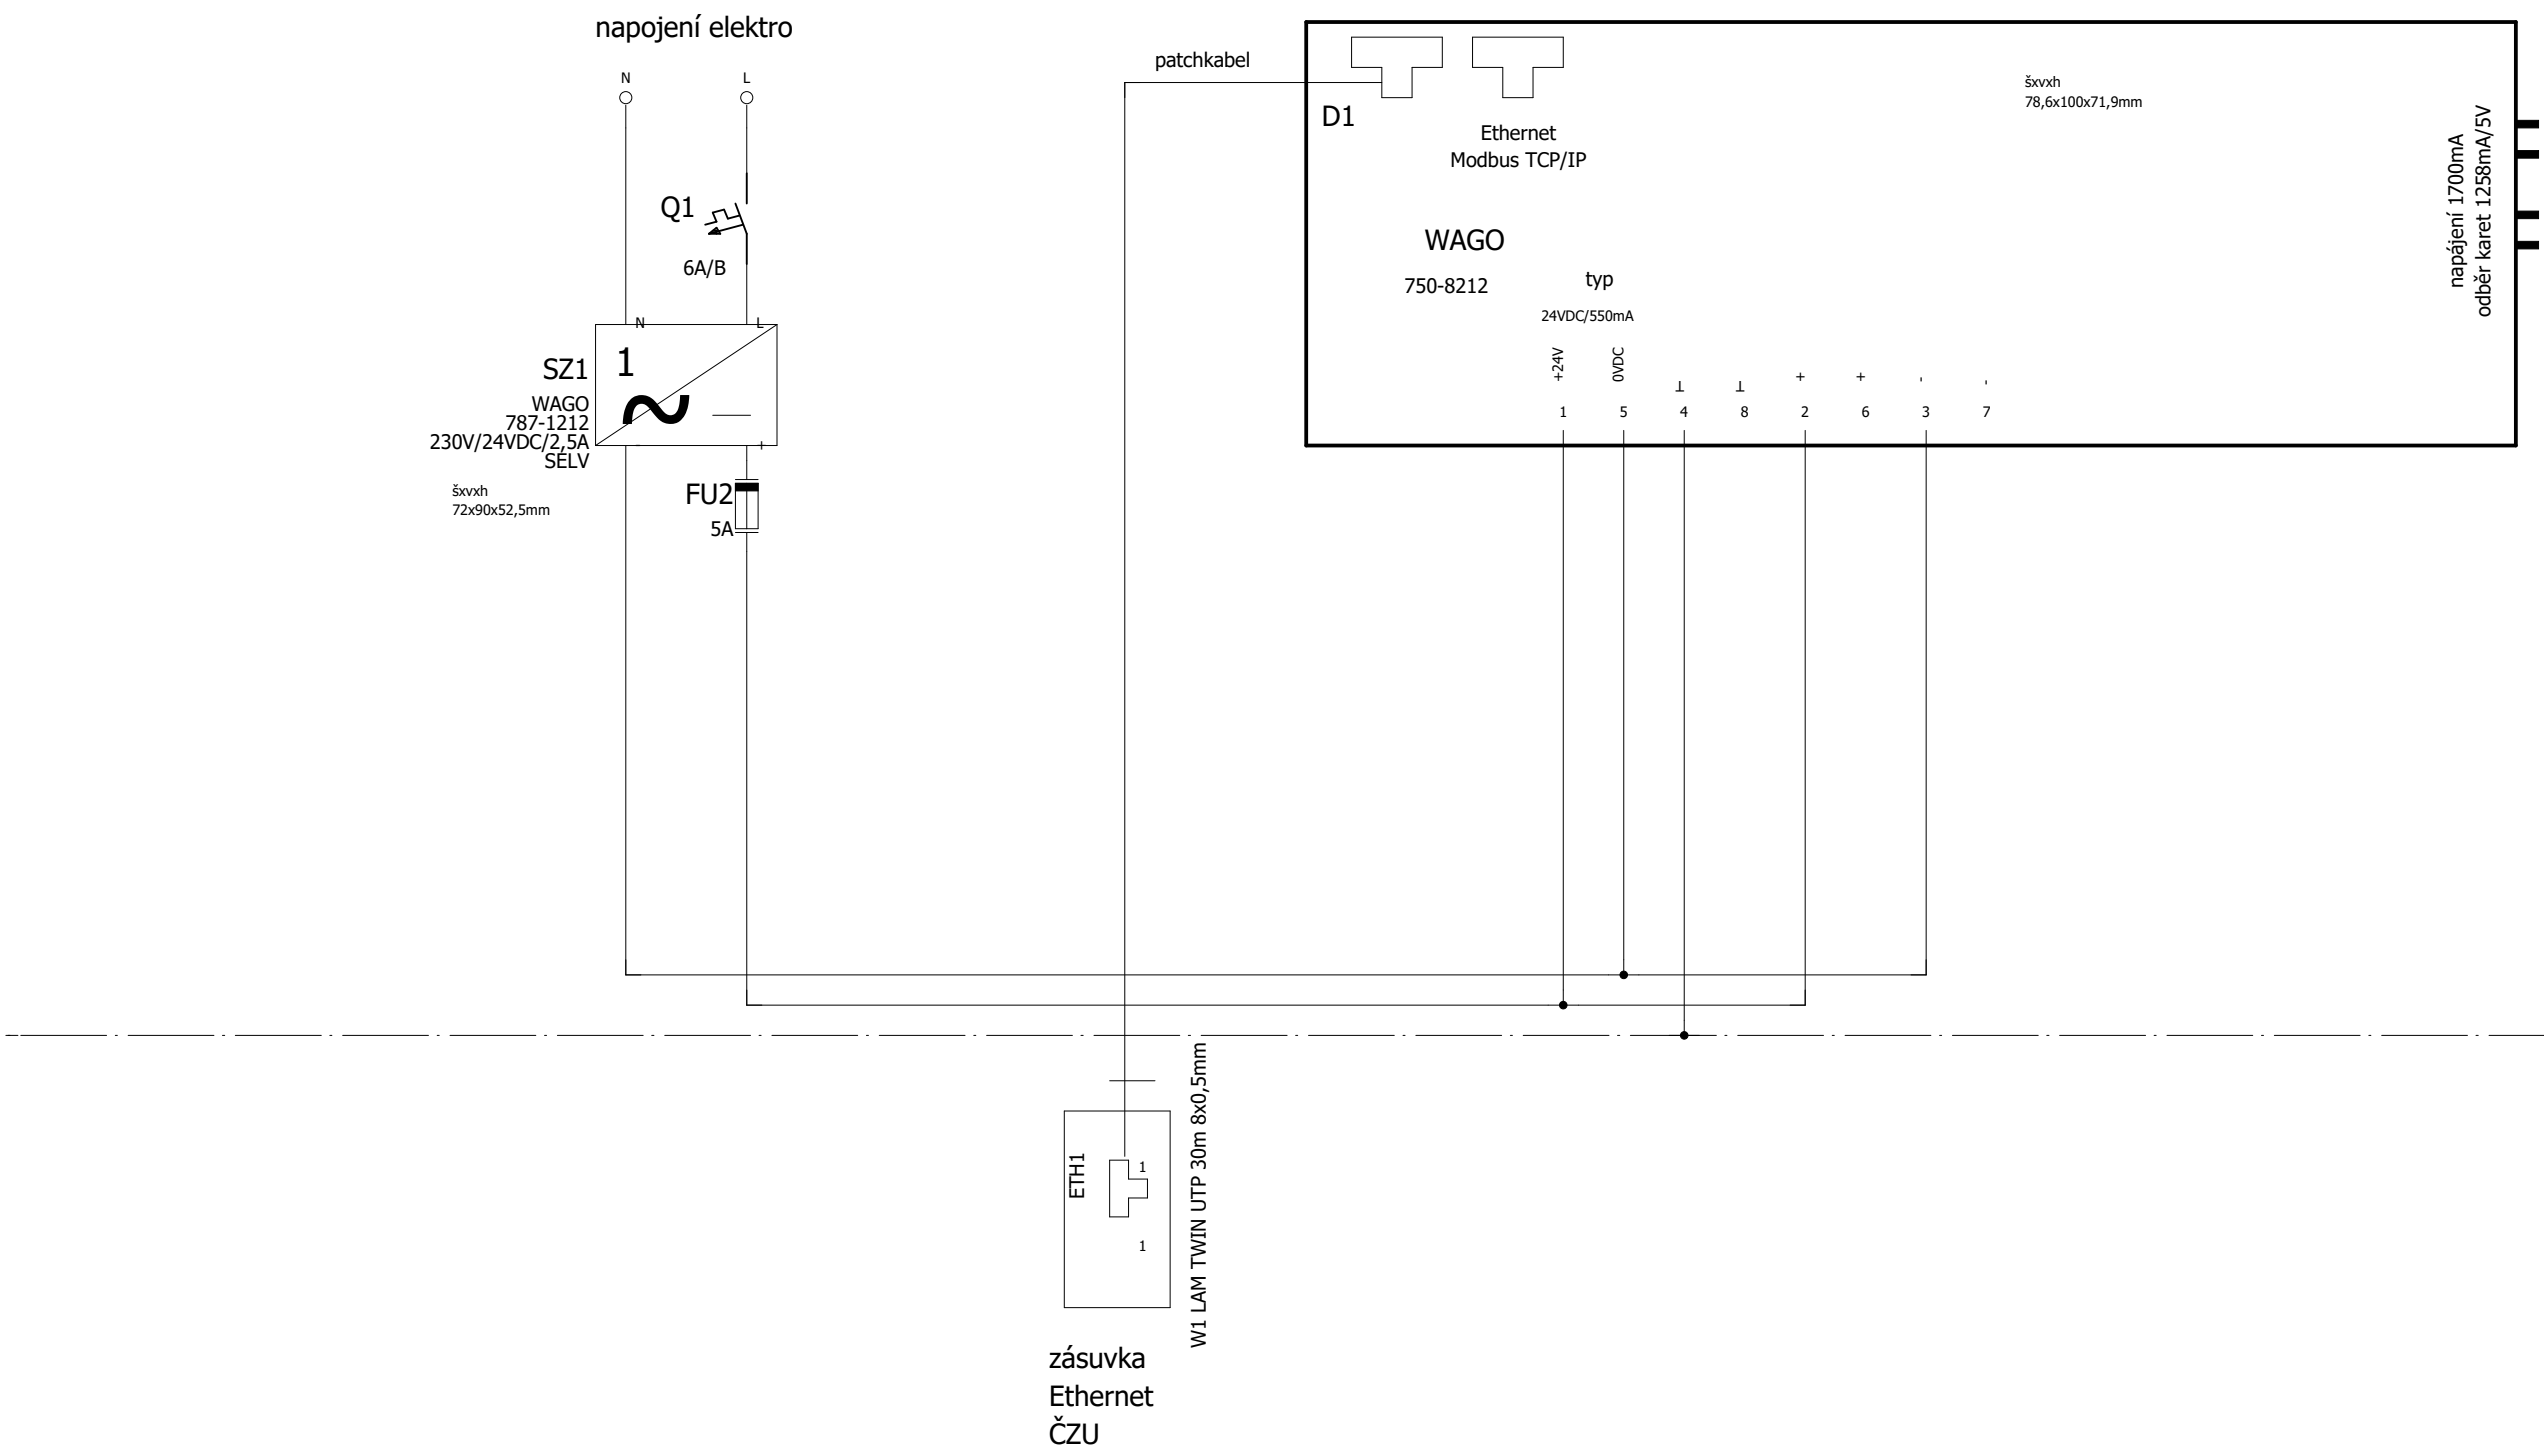 napojení elektro
N
L
Q1
6A/B
N
L
1
SZ1
WAGO
787-1212
230V/24VDC/2,5A
SELV
-
+
šxvxh
72x90x52,5mm
FU2
5A
patchkabel
D1
Ethernet
Modbus TCP/IP
WAGO
750-8212
typ
24VDC/550mA
šxvxh
78,6x100x71,9mm
napájení 1700mA
odběr karet 1258mA/5V
+24V
0VDC
⊥
⊥
+
+
-
-
1
5
4
8
2
6
3
7
W1 LAM TWIN UTP 30m 8x0,5mm
ETH1
1
1
zásuvka
Ethernet
ČZU